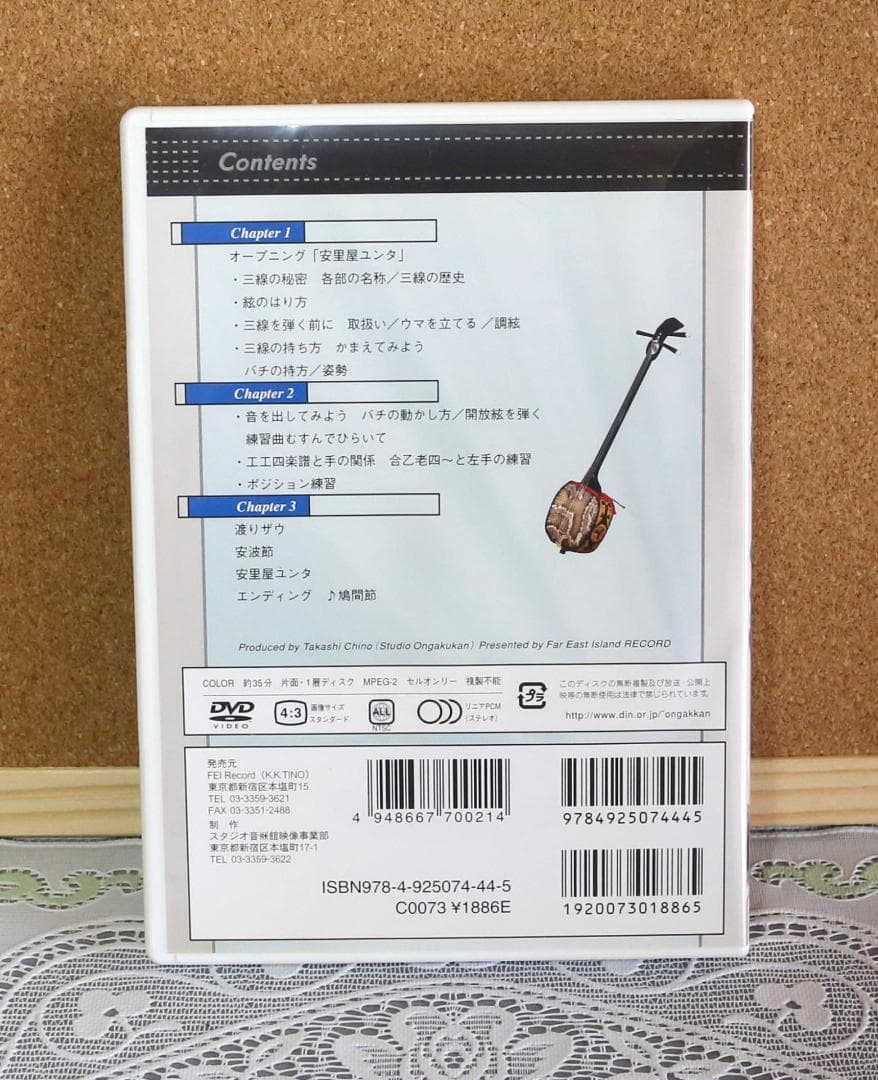 Contents
Chapter 1
オープニング「安里屋ユンタ」
・三線の秘密　各部の名称／三線の歴史
・絃のはり方
・三線を弾く前に　取扱い／ウマを立てる／調絃
・三線の持ち方　かまえてみよう
バチの持方／姿勢
Chapter 2
・音を出してみよう　バチの動かし方／開放絃を弾く
練習曲むすんでひらいて
・工工四楽譜と手の関係　合乙老四〜と左手の練習
・ポジション練習
Chapter 3
渡りザウ
安波節
安里屋ユンタ
エンディング　♪鳩間節
Produced by Takashi Chino (Studio Ongakukan) Presented by Far East Island RECORD
COLOR　約35分　片面・1層ディスク　MPEG-2　セルオンリー　複製不能
DVD
VIDEO
4:3
画像サイズ
スタンダード
ALL
NTSC
リニアPCM
(ステレオ)
プラ
このディスクの無断複製及び放送・公開上
映等の無断使用は法律で禁じられています。
http://www.din.or.jp/~ongakkan
発売元
FEI Record（K.K.TINO）
東京都新宿区本塩町15
TEL 03-3359-3621
FAX 03-3351-2488
制　作
スタジオ音楽館映像事業部
東京都新宿区本塩町17-1
TEL 03-3359-3622
4 948667 700214
9784925074445
ISBN978-4-925074-44-5
C0073 ¥1886E
1920073018865